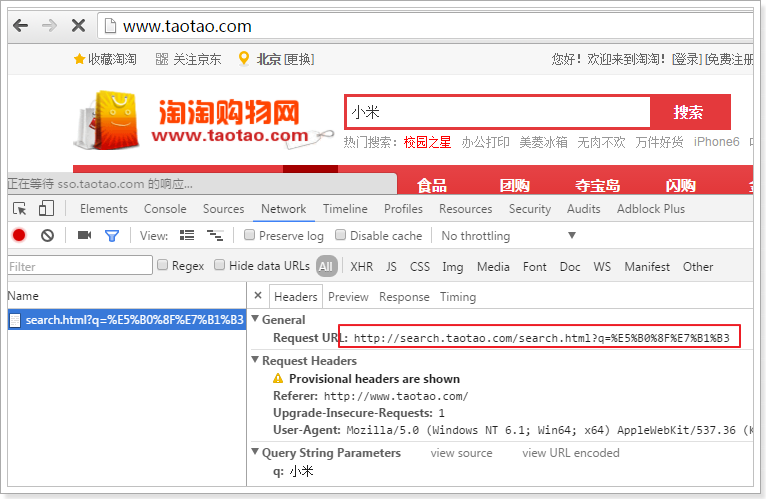 www.taotao.com
收藏淘淘 关注京东 北京 [更换] 您好！欢迎来到淘淘！[登录] [免费注册
淘淘购物网
www.taotao.com
小米 搜索
热门搜索： 校园之星 办公打印 美菱冰箱 无肉不欢 万件好货 iPhone6
正在等待 sso.taotao.com 的响应...
食品 团购 夺宝岛 闪购
Elements Console Sources Network Timeline Profiles Resources Security Audits Adblock Plus
View: Preserve log Disable cache No throttling
Filter Regex Hide data URLs All XHR JS CSS Img Media Font Doc WS Manifest Other
Name × Headers Preview Response Timing
search.html?q=%E5%B0%8F%E7%B1%B3
General
Request URL: http://search.taotao.com/search.html?q=%E5%B0%8F%E7%B1%B3
Request Headers
Provisional headers are shown
Referer: http://www.taotao.com/
Upgrade-Insecure-Requests: 1
User-Agent: Mozilla/5.0 (Windows NT 6.1; Win64; x64) AppleWebKit/537.36 (K
Query String Parameters view source view URL encoded
q: 小米